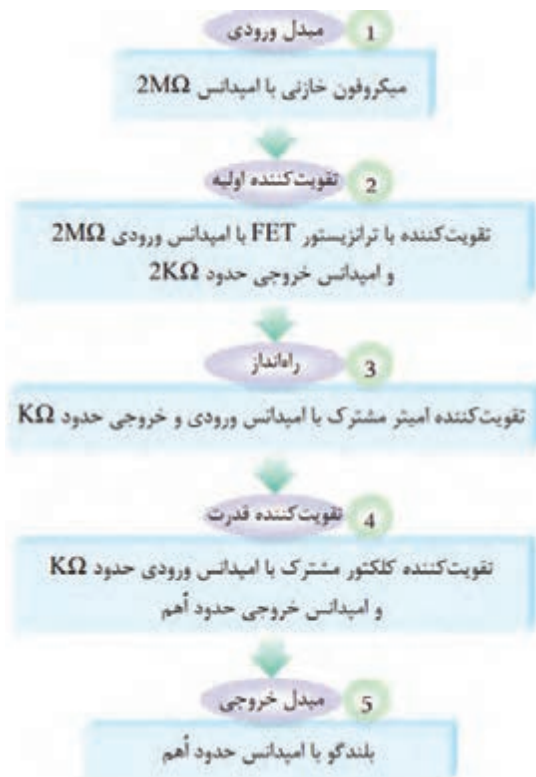 1 مبدل ورودی
میکروفون خازنی با امپدانس 2MΩ
2 تقویت‌کننده اولیه
تقویت‌کننده با ترانزیستور FET با امپدانس ورودی 2MΩ
و امپدانس خروجی حدود 2KΩ
3 راه‌انداز
تقویت‌کننده امیتر مشترک با امپدانس ورودی و خروجی حدود KΩ
4 تقویت‌کننده قدرت
تقویت‌کننده کلکتور مشترک با امپدانس ورودی حدود KΩ
و امپدانس خروجی حدود اُهم
5 مبدل خروجی
بلندگو با امپدانس حدود اُهم